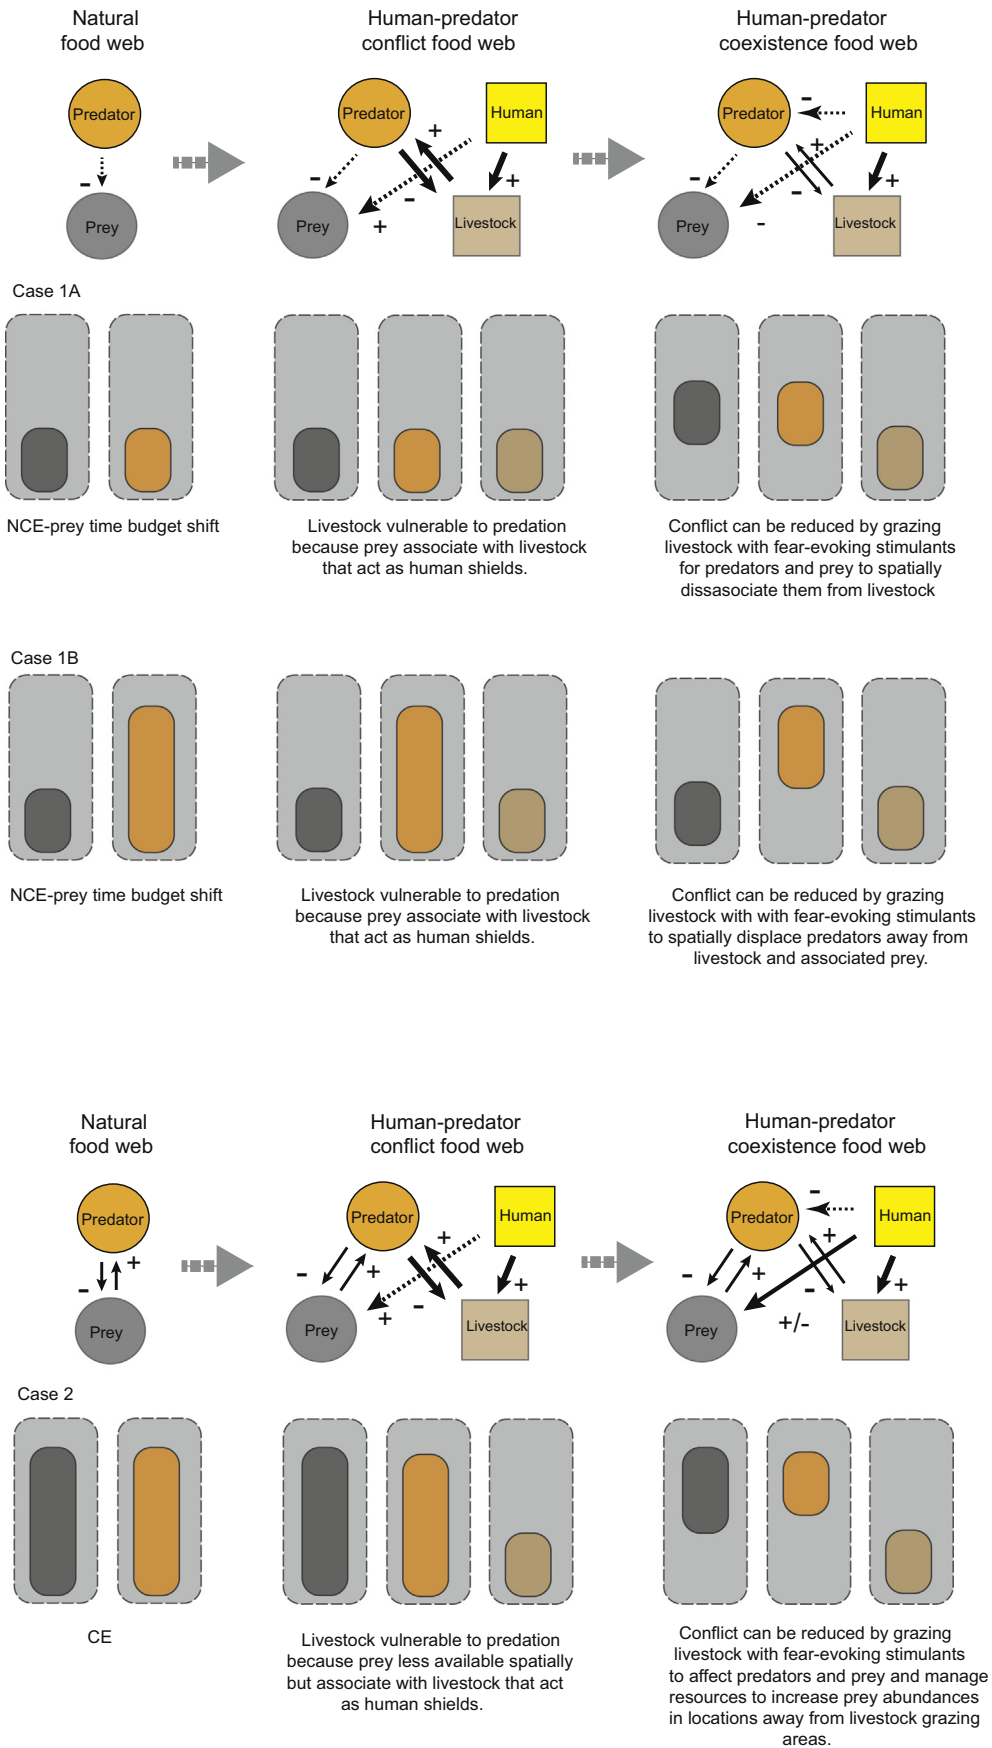 Natural
food web
Human-predator
conflict food web
Human-predator
coexistence food web
Predator
-
Prey
Predator
Human
+
-
-
+
+
Prey
Livestock
Predator
-
Human
+
-
-
+
-
Prey
Livestock
Case 1A
NCE-prey time budget shift
Livestock vulnerable to predation
because prey associate with livestock
that act as human shields.
Conflict can be reduced by grazing
livestock with fear-evoking stimulants
for predators and prey to spatially
dissasociate them from livestock
Case 1B
NCE-prey time budget shift
Livestock vulnerable to predation
because prey associate with livestock
that act as human shields.
Conflict can be reduced by grazing
livestock with with fear-evoking stimulants
to spatially displace predators away from
livestock and associated prey.
Natural
food web
Human-predator
conflict food web
Human-predator
coexistence food web
Predator
- +
Prey
Predator
Human
+
-
+
-
+
+
Prey
Livestock
Predator
-
Human
+
-
+
-
+
+/-
Prey
Livestock
Case 2
CE
Livestock vulnerable to predation
because prey less available spatially
but associate with livestock that act
as human shields.
Conflict can be reduced by grazing
livestock with fear-evoking stimulants
to affect predators and prey and manage
resources to increase prey abundances
in locations away from livestock grazing
areas.